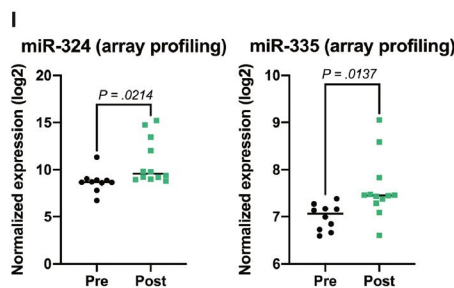 I
miR-324 (array profiling)
Normalized expression (log2)
20
15
10
5
0
P = .0214
Pre
Post
miR-335 (array profiling)
Normalized expression (log2)
10
9
8
7
6
P = .0137
Pre
Post